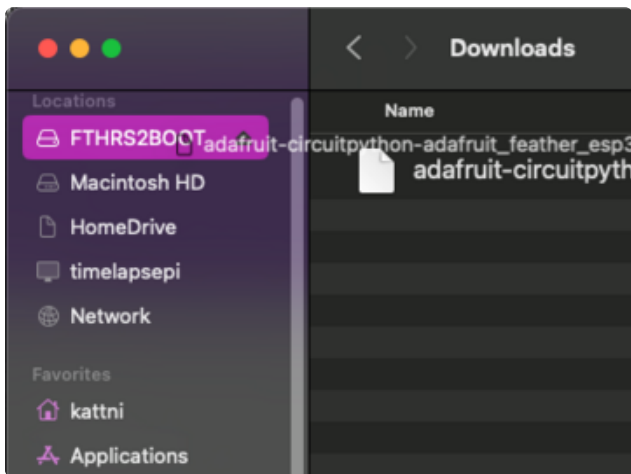 Downloads
Locations
Name
FTHRS2BOOT
adafruit-circuitpython-adafruit_feather_esp3
adafruit-circuitpyth
Macintosh HD
HomeDrive
timelapsepi
Network
Favorites
kattni
Applications